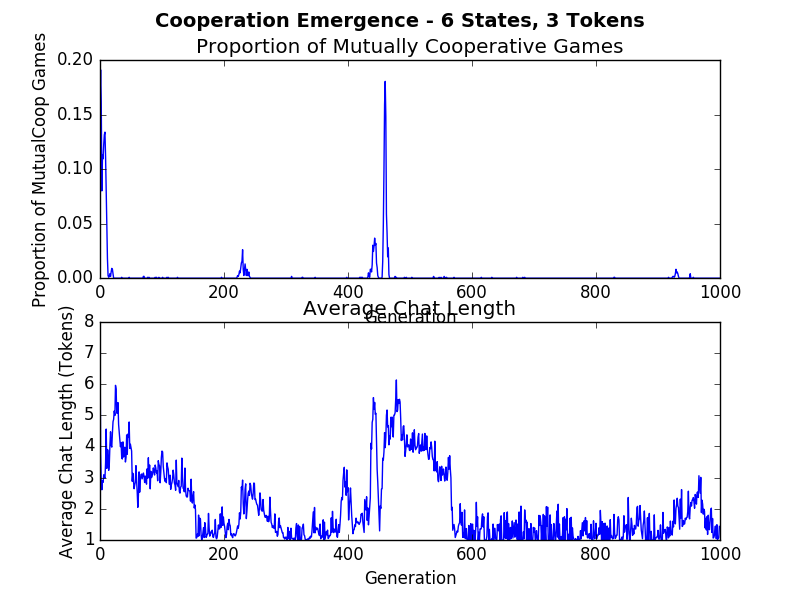 Cooperation Emergence - 6 States, 3 Tokens
Proportion of Mutually Cooperative Games
Proportion of MutualCoop Games
0.20
0.15
0.10
0.05
0.00
0 200 400 600 800 1000
Generation
Average Chat Length
Average Chat Length (Tokens)
8
7
6
5
4
3
2
1
0 200 400 600 800 1000
Generation